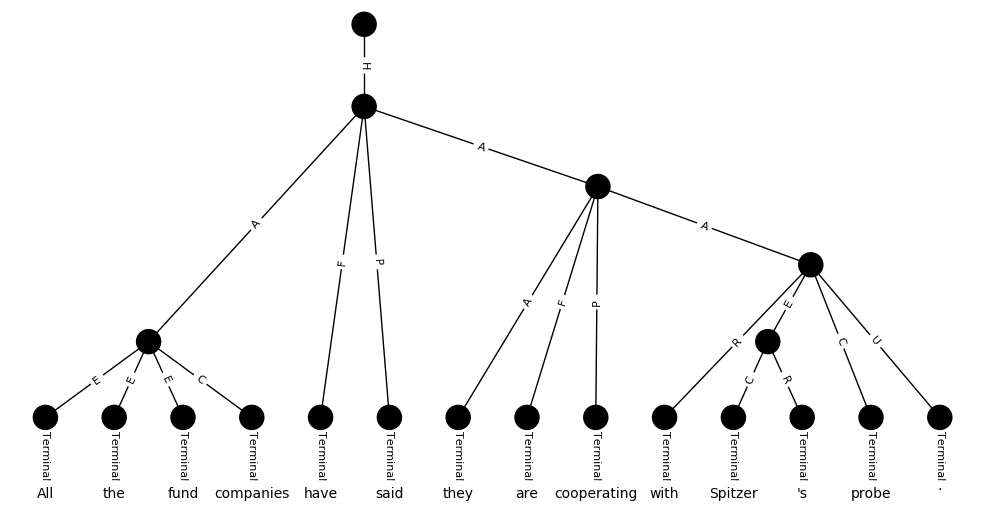 H
A
A
A
F
P
A
F
P
E
R
C
U
E
E
E
C
C
R
Terminal Terminal Terminal Terminal Terminal Terminal Terminal Terminal Terminal Terminal Terminal Terminal Terminal Terminal
All the fund companies have said they are cooperating with Spitzer 's probe .